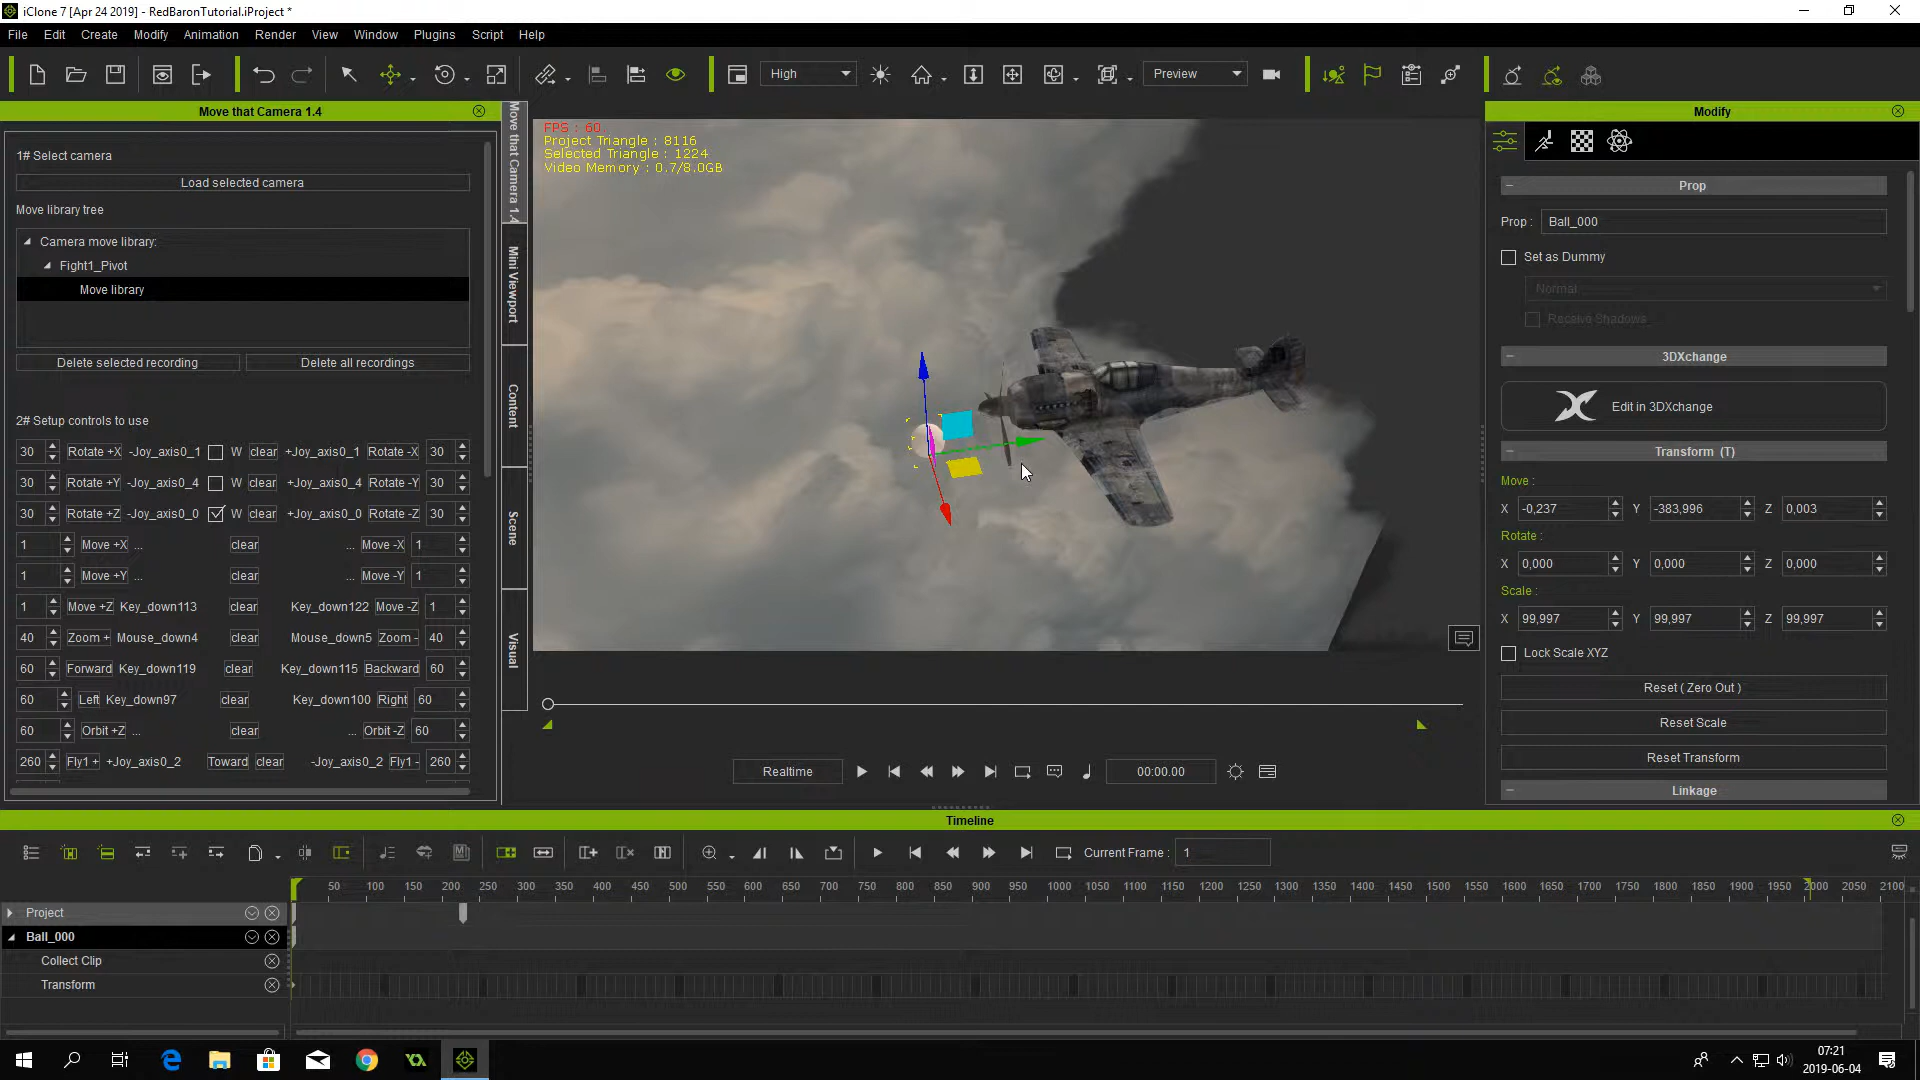 iClone 7 [Apr 24 2019] - RedBaronTutorial.iProject *
File Edit Create Modify Animation Render View Window Plugins Script Help
High
Preview
Move that Camera 1.4
1# Select camera
Load selected camera
Move library tree
Camera move library:
Fight1_Pivot
Move library
Delete selected recording Delete all recordings
2# Setup controls to use
30 Rotate +X -Joy_axis0_1 W clear +Joy_axis0_1 Rotate -X 30
30 Rotate +Y -Joy_axis0_4 W clear +Joy_axis0_4 Rotate -Y 30
30 Rotate +Z -Joy_axis0_0 W clear +Joy_axis0_0 Rotate -Z 30
1 Move +X ... clear ... Move -X 1
1 Move +Y ... clear ... Move -Y 1
1 Move +Z Key_down113 clear Key_down122 Move -Z 1
40 Zoom + Mouse_down4 clear Mouse_down5 Zoom - 40
60 Forward Key_down119 clear Key_down115 Backward 60
60 Left Key_down97 clear Key_down100 Right 60
60 Orbit +Z ... clear ... Orbit -Z 60
260 Fly1 + +Joy_axis0_2 Toward clear -Joy_axis0_2 Fly1 - 260
Move that Camera 1.4
Mini Viewport
Content
Scene
Visual
FPS : 60
Project Triangle : 8116
Selected Triangle : 1224
Video Memory : 0.7/8.0GB
Realtime 00:00.00
Modify
Prop
Prop : Ball_000
Set as Dummy
Normal
Receive Shadows
3DXchange
Edit in 3DXchange
Transform (T)
Move :
X -0,237 Y -383,996 Z 0,003
Rotate :
X 0,000 Y 0,000 Z 0,000
Scale :
X 99,997 Y 99,997 Z 99,997
Lock Scale XYZ
Reset ( Zero Out )
Reset Scale
Reset Transform
Linkage
Timeline
Current Frame : 1
50 100 150 200 250 300 350 400 450 500 550 600 650 700 750 800 850 900 950 1000 1050 1100 1150 1200 1250 1300 1350 1400 1450 1500 1550 1600 1650 1700 1750 1800 1850 1900 1950 2000 2050 2100
Project
Ball_000
Collect Clip
Transform
07:21
2019-06-04